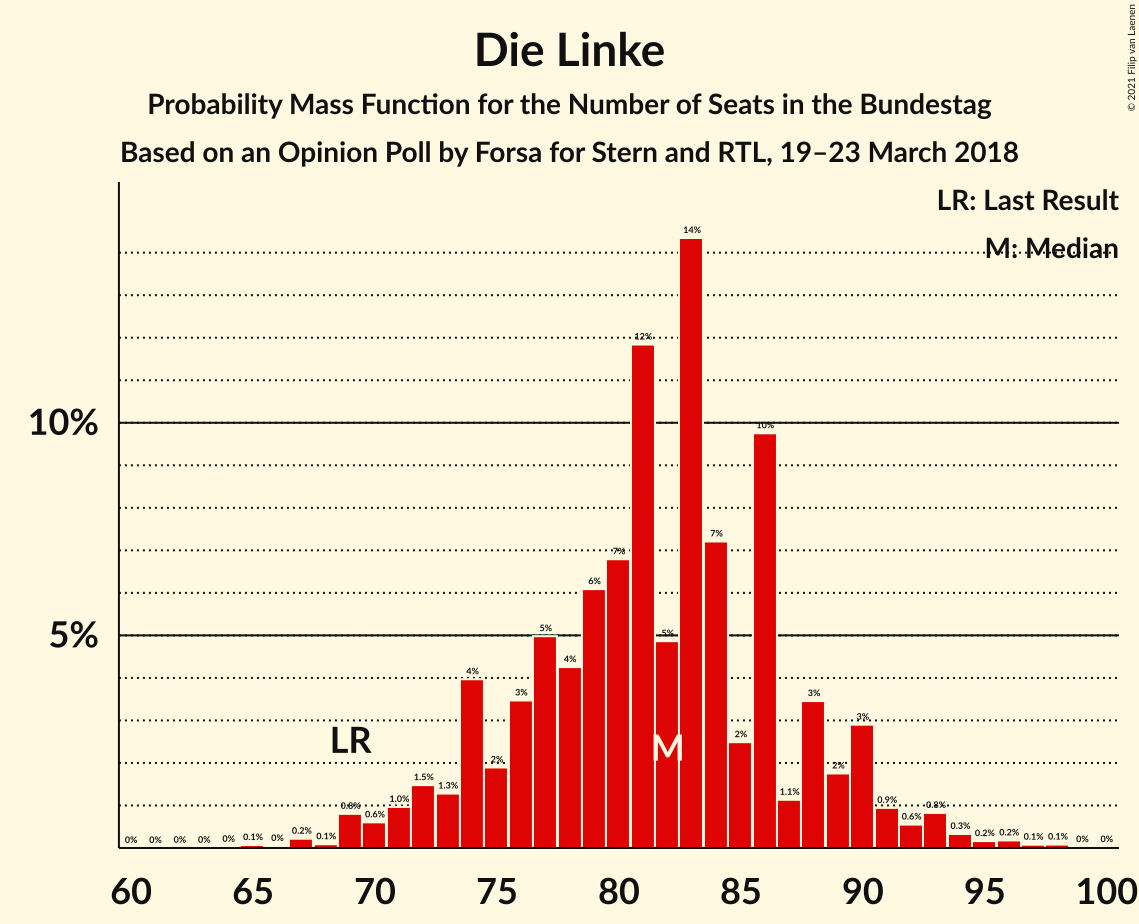 Die Linke
Probability Mass Function for the Number of Seats in the Bundestag
Based on an Opinion Poll by Forsa for Stern and RTL, 19–23 March 2018
© 2021 Filip van Laenen
LR: Last Result
M: Median
14%
12%
10%
10%
7%
7%
6%
5%
5%
5%
4%
4%
3%
3%
3%
LR
M
2%
2%
2%
1.5%
1.3%
1.1%
1.0%
0.8%
0.6%
0.9%
0.6%
0.8%
0% 0% 0% 0% 0% 0.1% 0% 0.2% 0.1% 0.3% 0.2% 0.2% 0.1% 0.1% 0% 0%
60 65 70 75 80 85 90 95 100